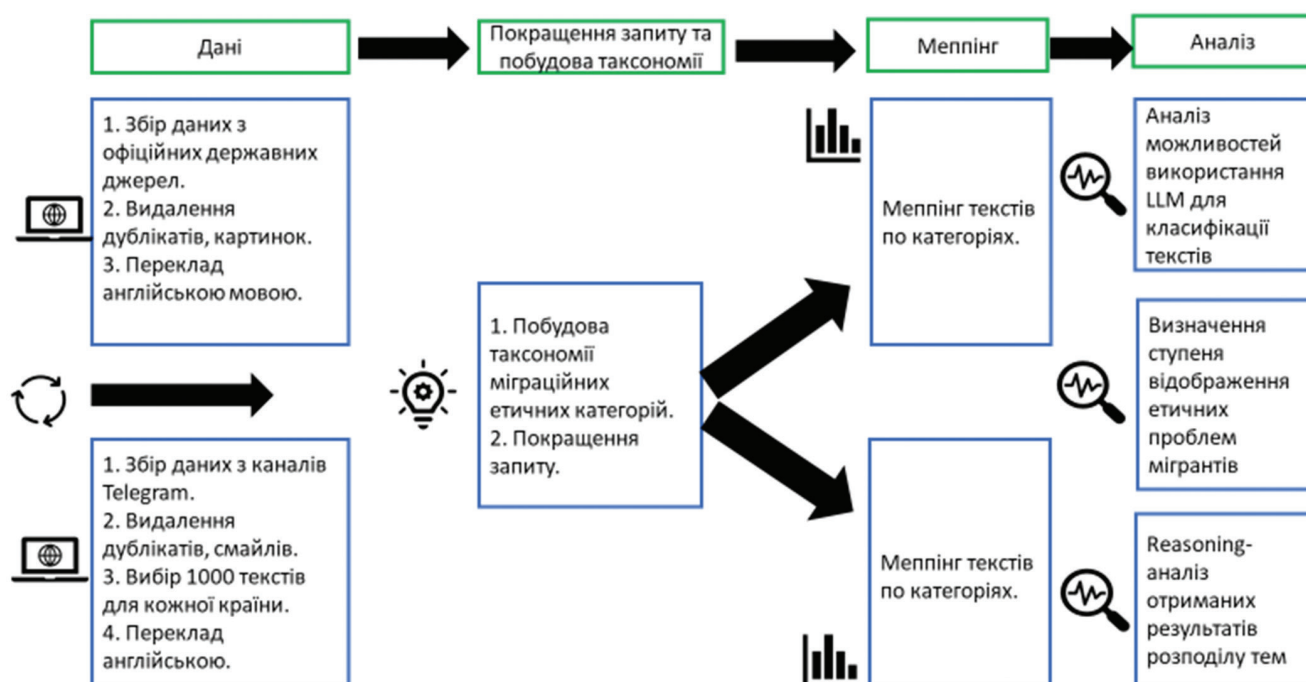 Дані
Покращення запиту та
побудова таксономії
Меппінг
Аналіз
1. Збір даних з
офіційних державних
джерел.
2. Видалення
дублікатів, картинок.
3. Переклад
англійською мовою.
1. Збір даних з каналів
Telegram.
2. Видалення
дублікатів, смайлів.
3. Вибір 1000 текстів
для кожної країни.
4. Переклад
англійською.
1. Побудова
таксономії
міграційних
етичних категорій.
2. Покращення
запиту.
Меппінг текстів
по категоріях.
Меппінг текстів
по категоріях.
Аналіз
можливостей
використання
LLM для
класифікації
текстів
Визначення
ступеня
відображення
етичних
проблем
мігрантів
Reasoning-
аналіз
отриманих
результатів
розподілу тем